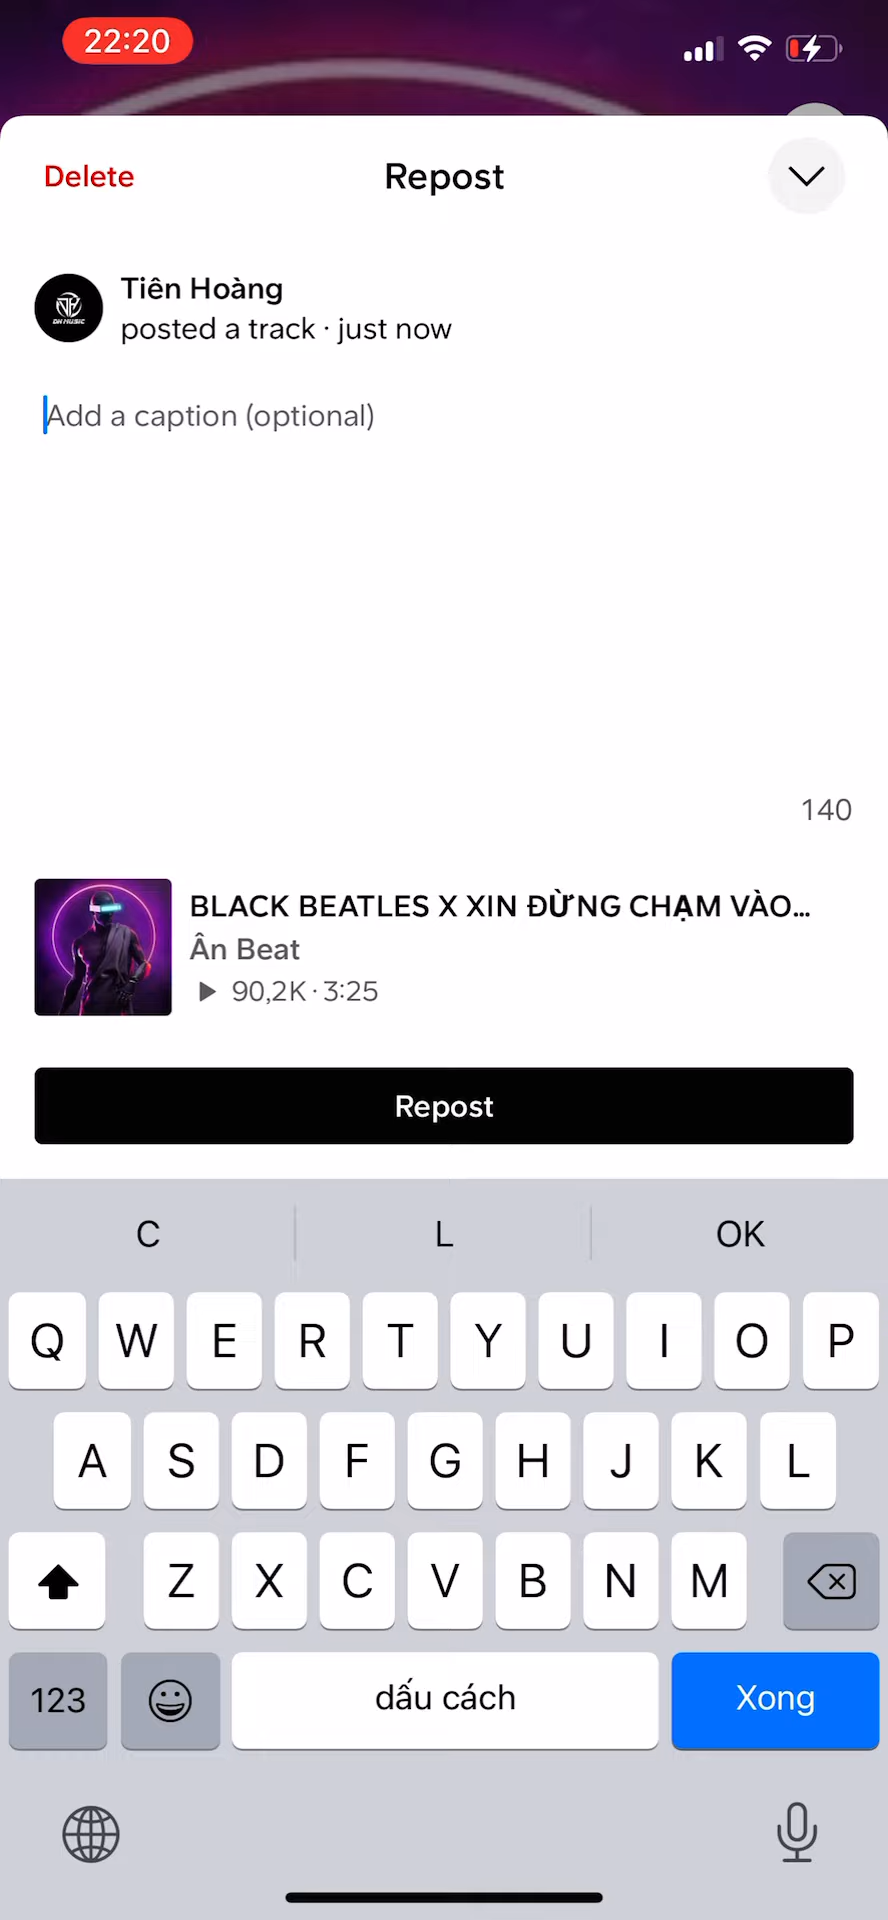 22:20
Delete
Repost
Tiên Hoàng
posted a track · just now
Add a caption (optional)
140
BLACK BEATLES X XIN ĐỪNG CHẠM VÀO...
Ân Beat
90,2K · 3:25
Repost
C L OK
Q W E R T Y U I O P
A S D F G H J K L
Z X C V B N M
123 dấu cách Xong